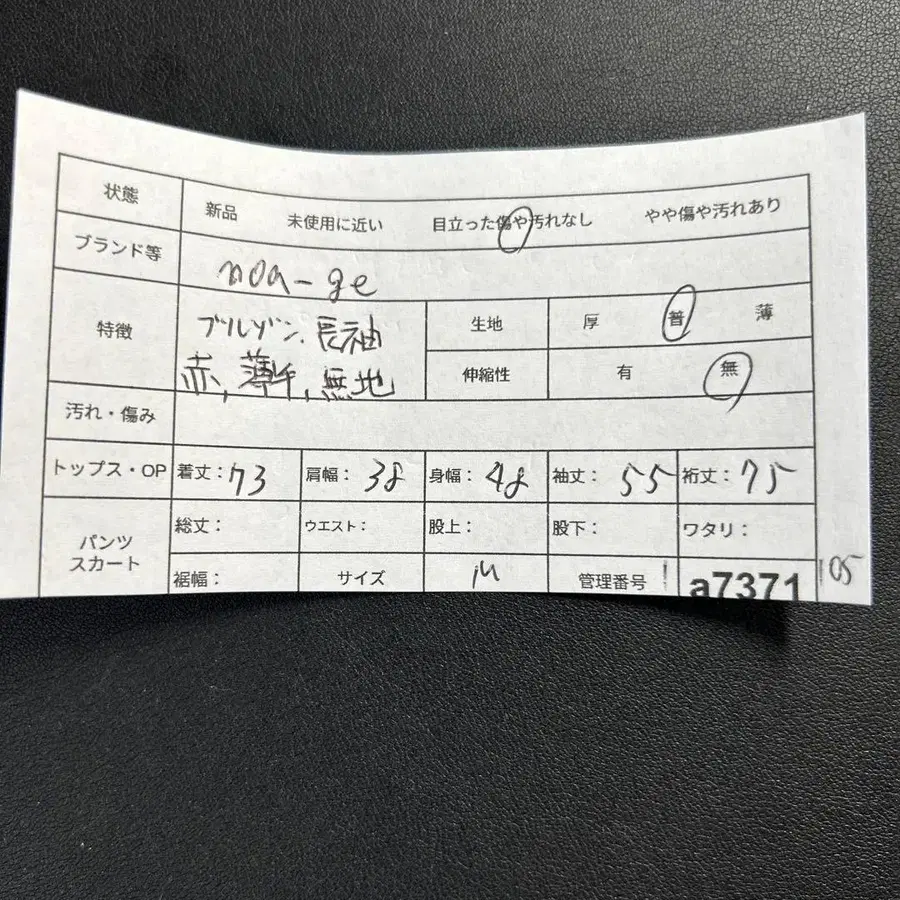 状態 新品 未使用に近い 目立った傷や汚れなし やや傷や汚れあり
ブランド等 noa-ge
特徴 ブルゾン、長袖 生地 厚 普 薄
赤、薄手、無地 伸縮性 有 無
汚れ・傷み
トップス・OP 着丈：73 肩幅：38 身幅：48 袖丈：55 裄丈：75
パンツ スカート 総丈： ウエスト： 股上： 股下： ワタリ：
裾幅： サイズ M 管理番号 a7371 105